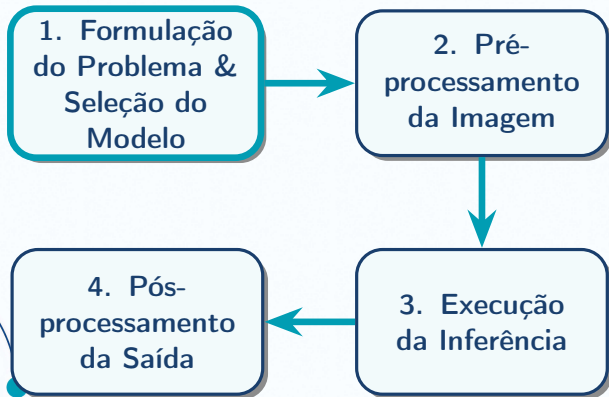 1. Formulação
do Problema &
Seleção do
Modelo
2. Pré-
processamento
da Imagem
3. Execução
da Inferência
4. Pós-
processamento
da Saída